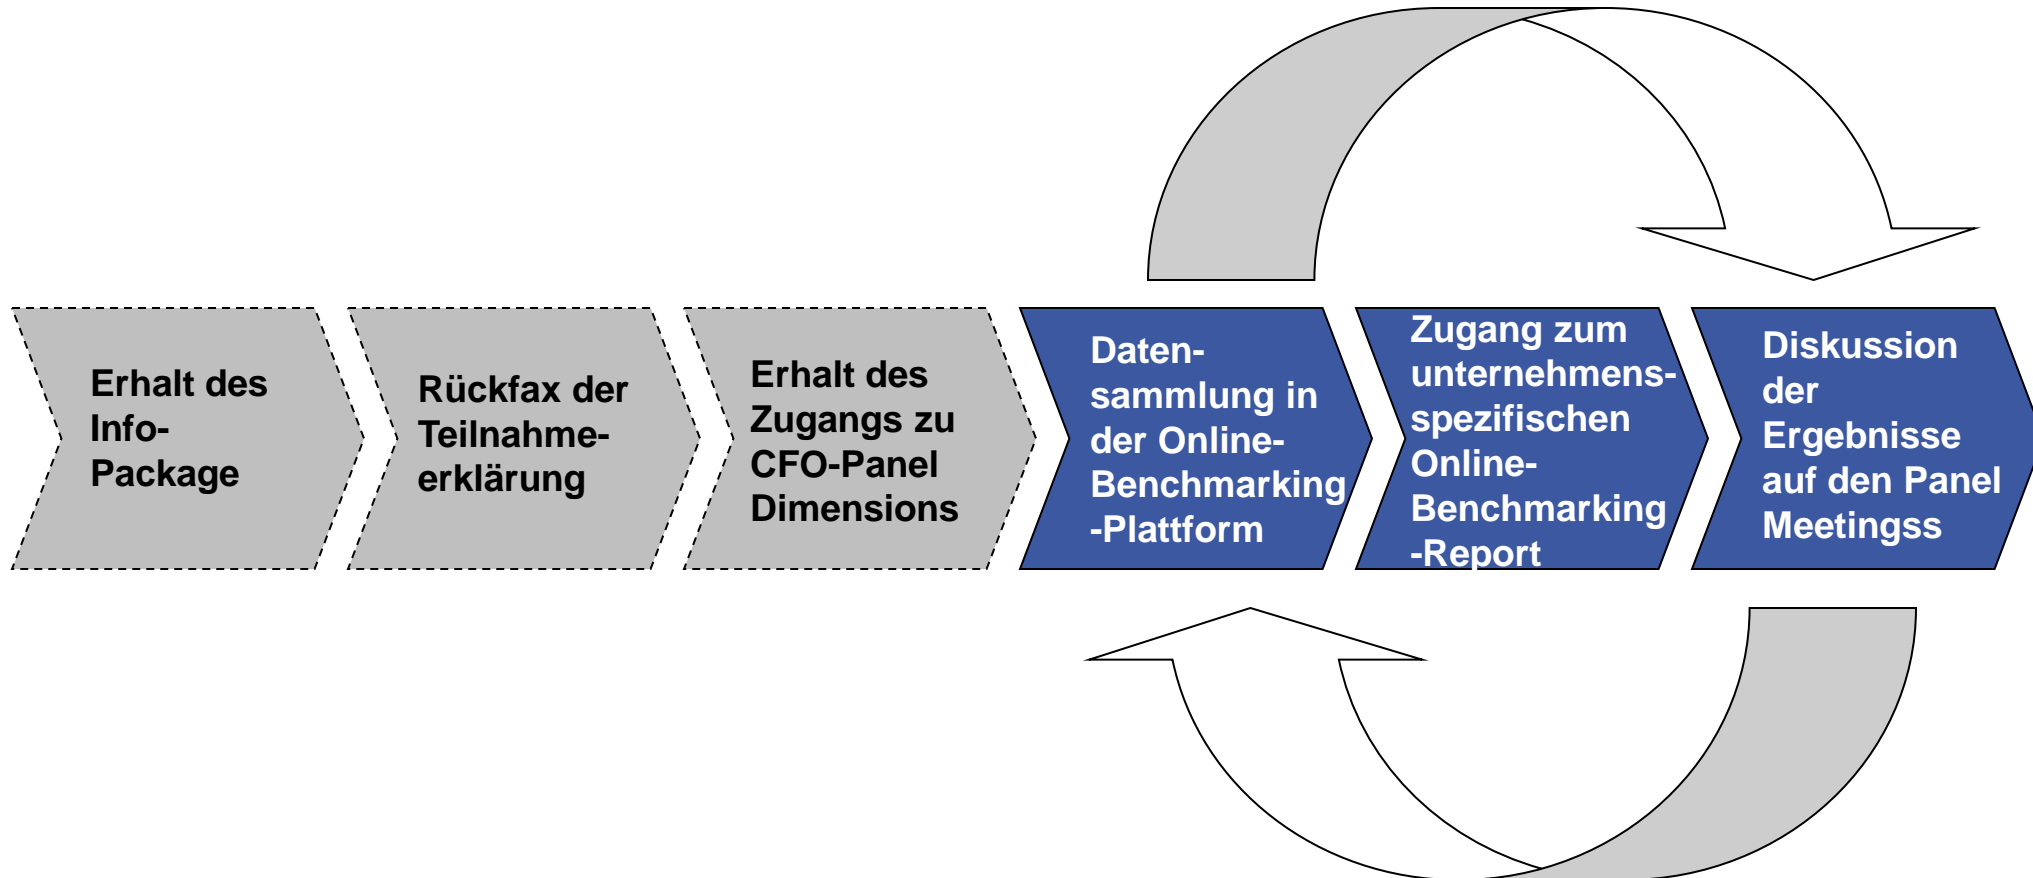 Erhalt des
Info-
Package
Rückfax der
Teilnahme-
erklärung
Erhalt des
Zugangs zu
CFO-Panel
Dimensions
Daten-
sammlung in
der Online-
Benchmarking
-Plattform
Zugang zum
unternehmens-
spezifischen
Online-
Benchmarking
-Report
Diskussion
der
Ergebnisse
auf den Panel
Meetingss